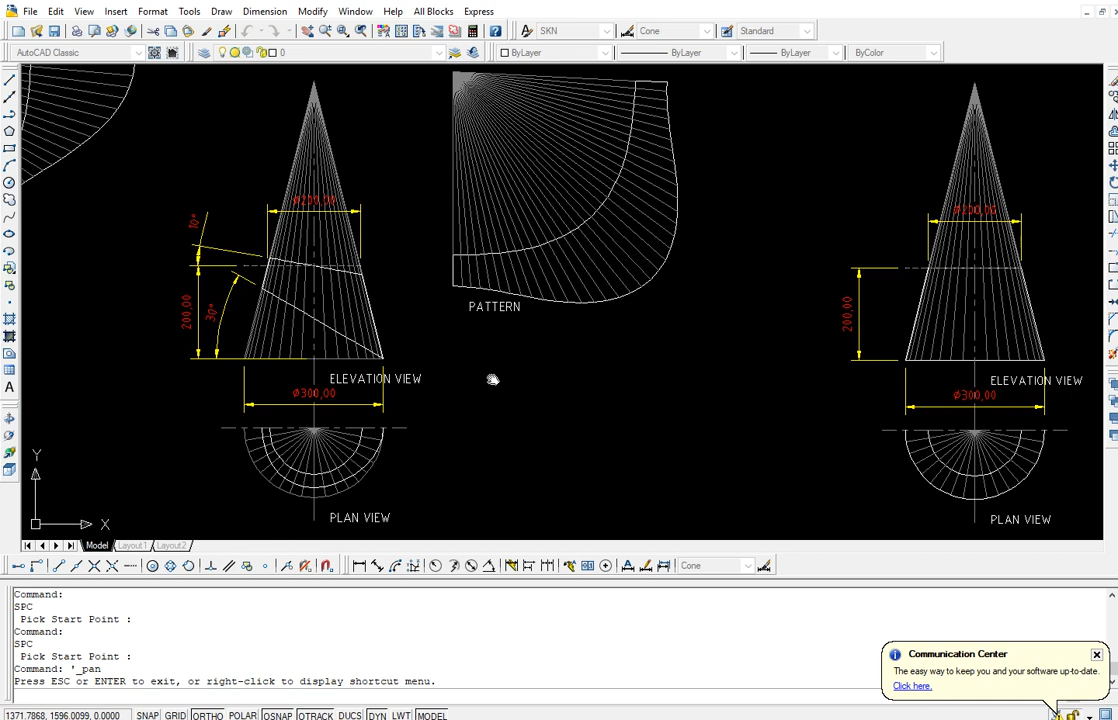 File Edit View Insert Format Tools Draw Dimension Modify Window Help All Blocks Express
SKN Cone Standard
AutoCAD Classic 0 ByLayer ByLayer ByLayer ByColor
10°
Ø200,00
200,00
30°
ELEVATION VIEW
Ø300,00
PLAN VIEW
PATTERN
Ø200,00
200,00
ELEVATION VIEW
Ø300,00
PLAN VIEW
Y
X
Model Layout1 Layout2
Cone
Command:
SPC
Pick Start Point :
Command:
SPC
Pick Start Point :
Command: '_pan
Press ESC or ENTER to exit, or right-click to display shortcut menu.
Communication Center
The easy way to keep you and your software up-to-date.
Click here.
1371.7868, 1596.0099, 0.0000 SNAP GRID ORTHO POLAR OSNAP OTRACK DUCS DYN LWT MODEL